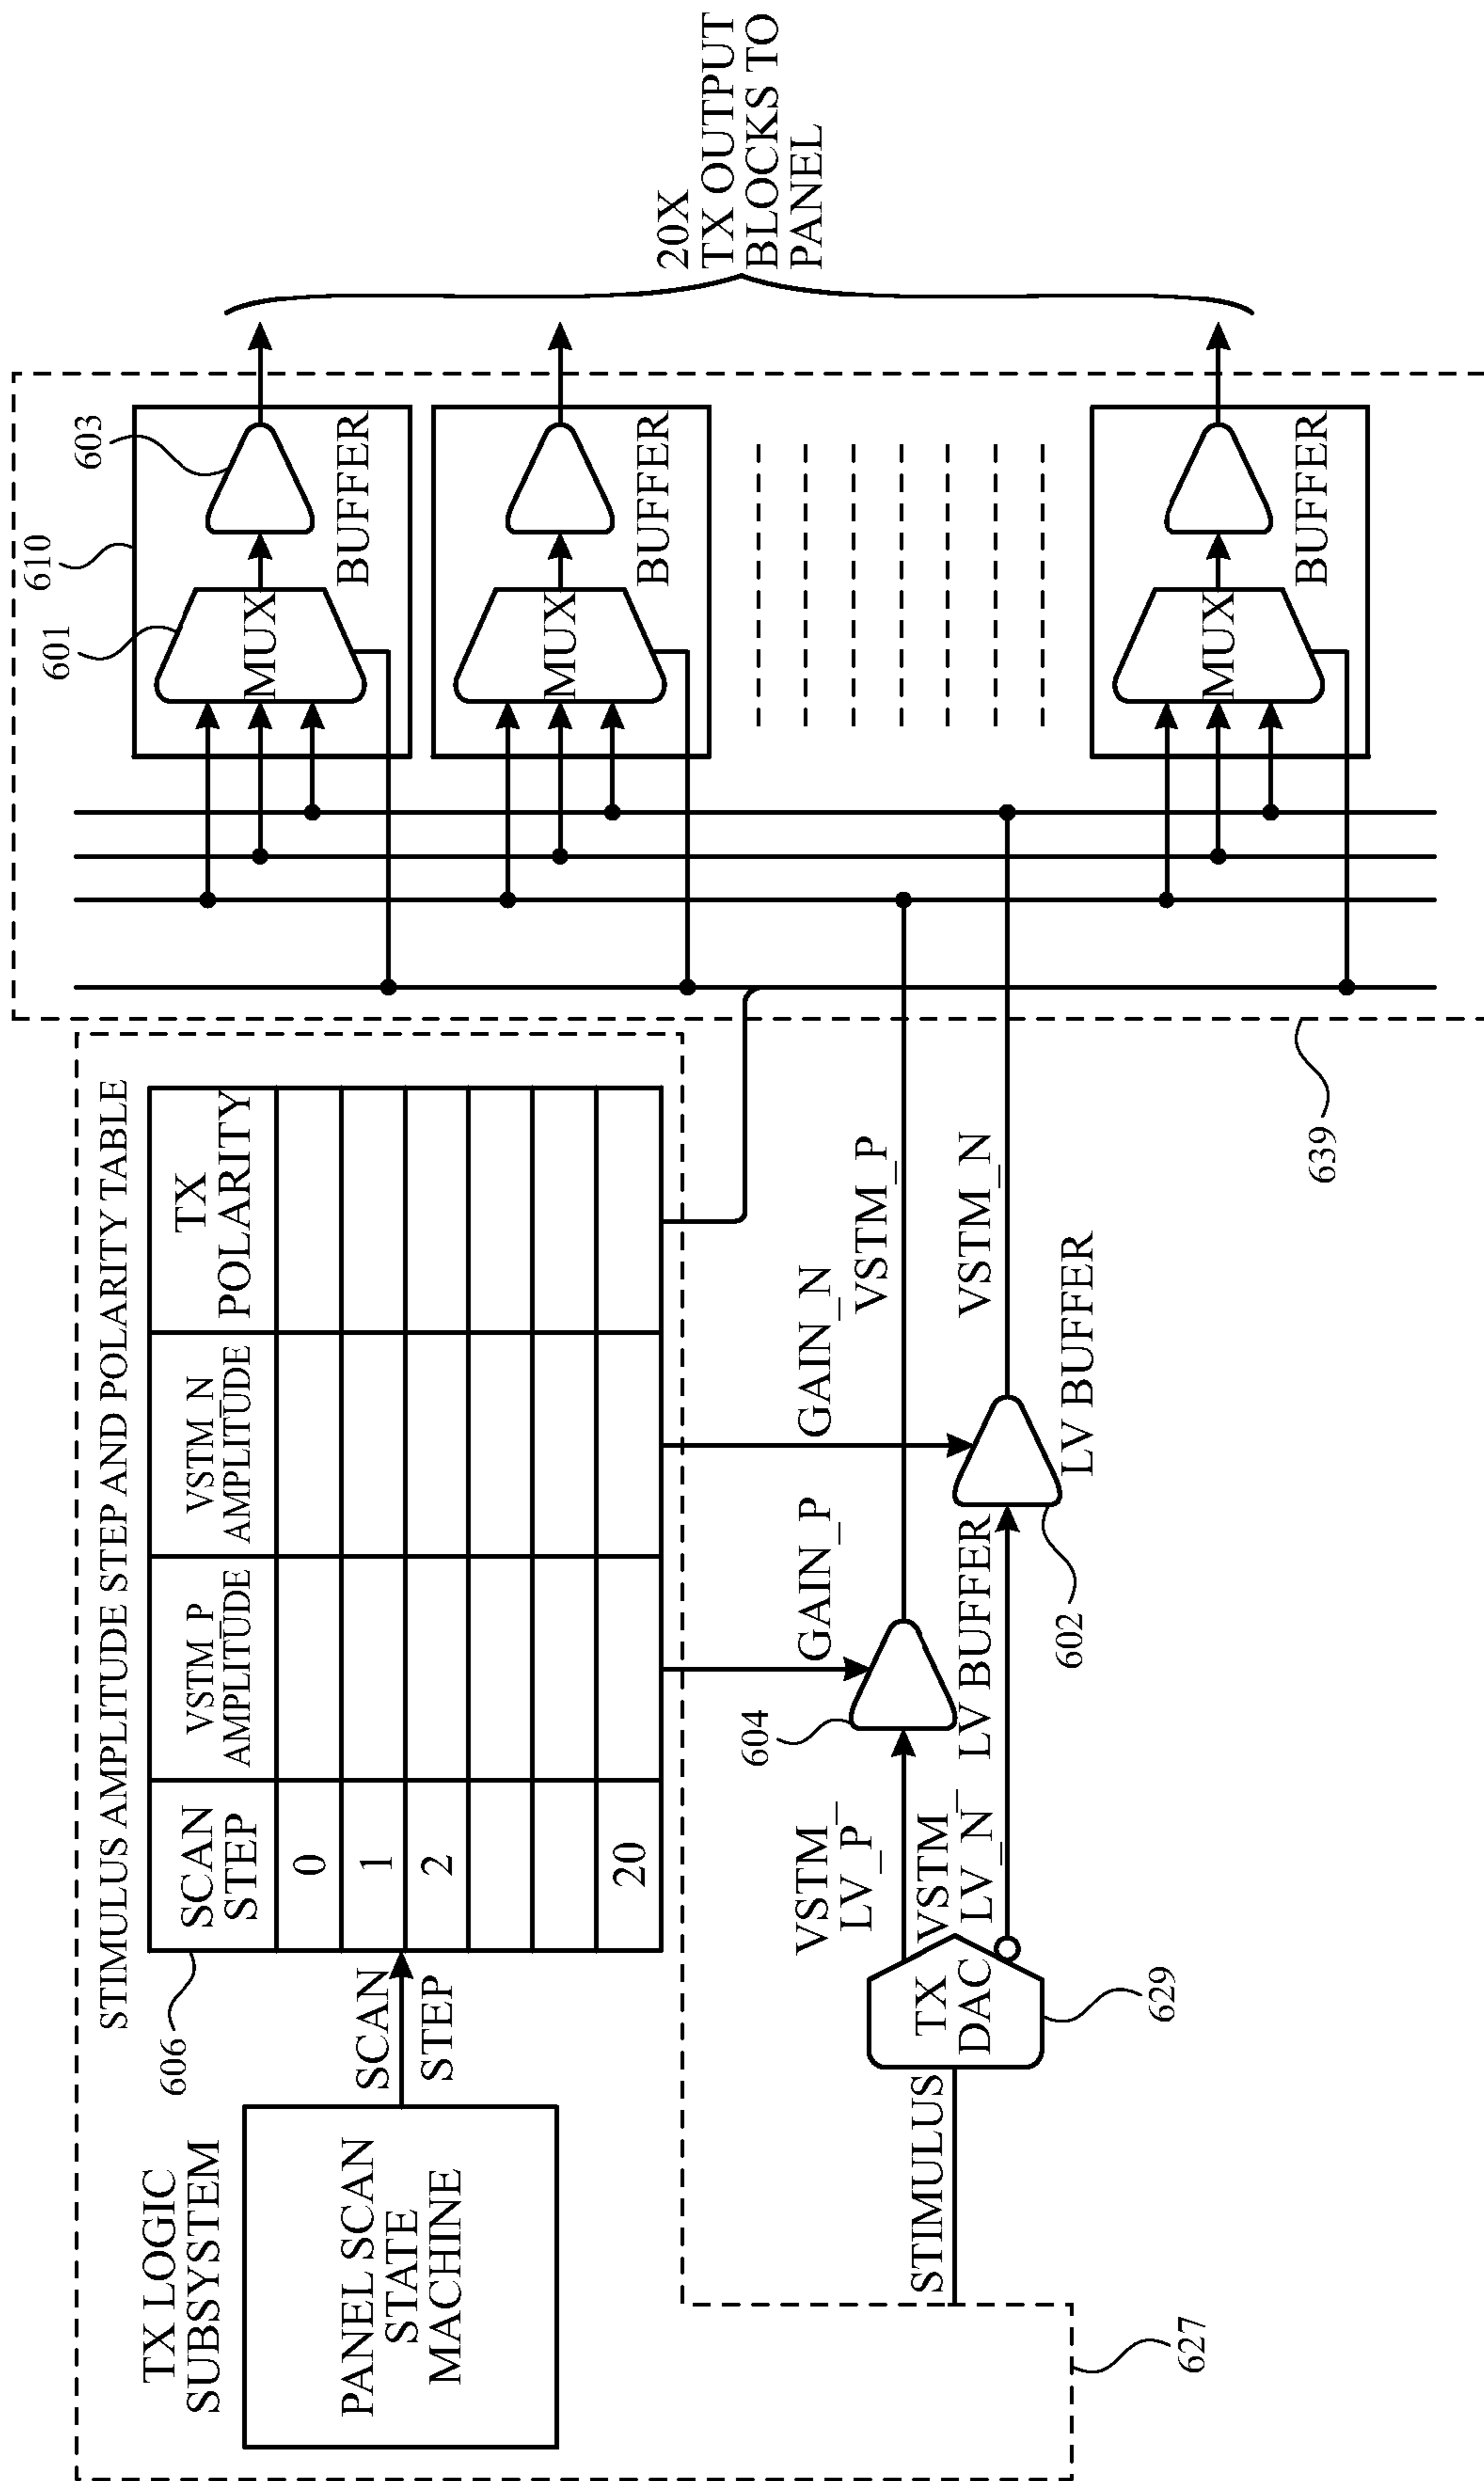 TX LOGIC
SUBSYSTEM
PANEL SCAN
STATE
MACHINE
SCAN
STEP
606
STIMULUS AMPLITUDE STEP AND POLARITY TABLE
SCAN
STEP
VSTM_P
AMPLITUDE
VSTM_N
AMPLITUDE
TX
POLARITY
0
1
2
20
627
STIMULUS
TX
DAC
629
VSTM_
LV_P
VSTM_
LV_N
604
LV BUFFER
GAIN_P
602
LV BUFFER
GAIN_N
VSTM_P
VSTM_N
639
610
601
MUX
603
BUFFER
MUX
BUFFER
MUX
BUFFER
20X
TX OUTPUT
BLOCKS TO
PANEL